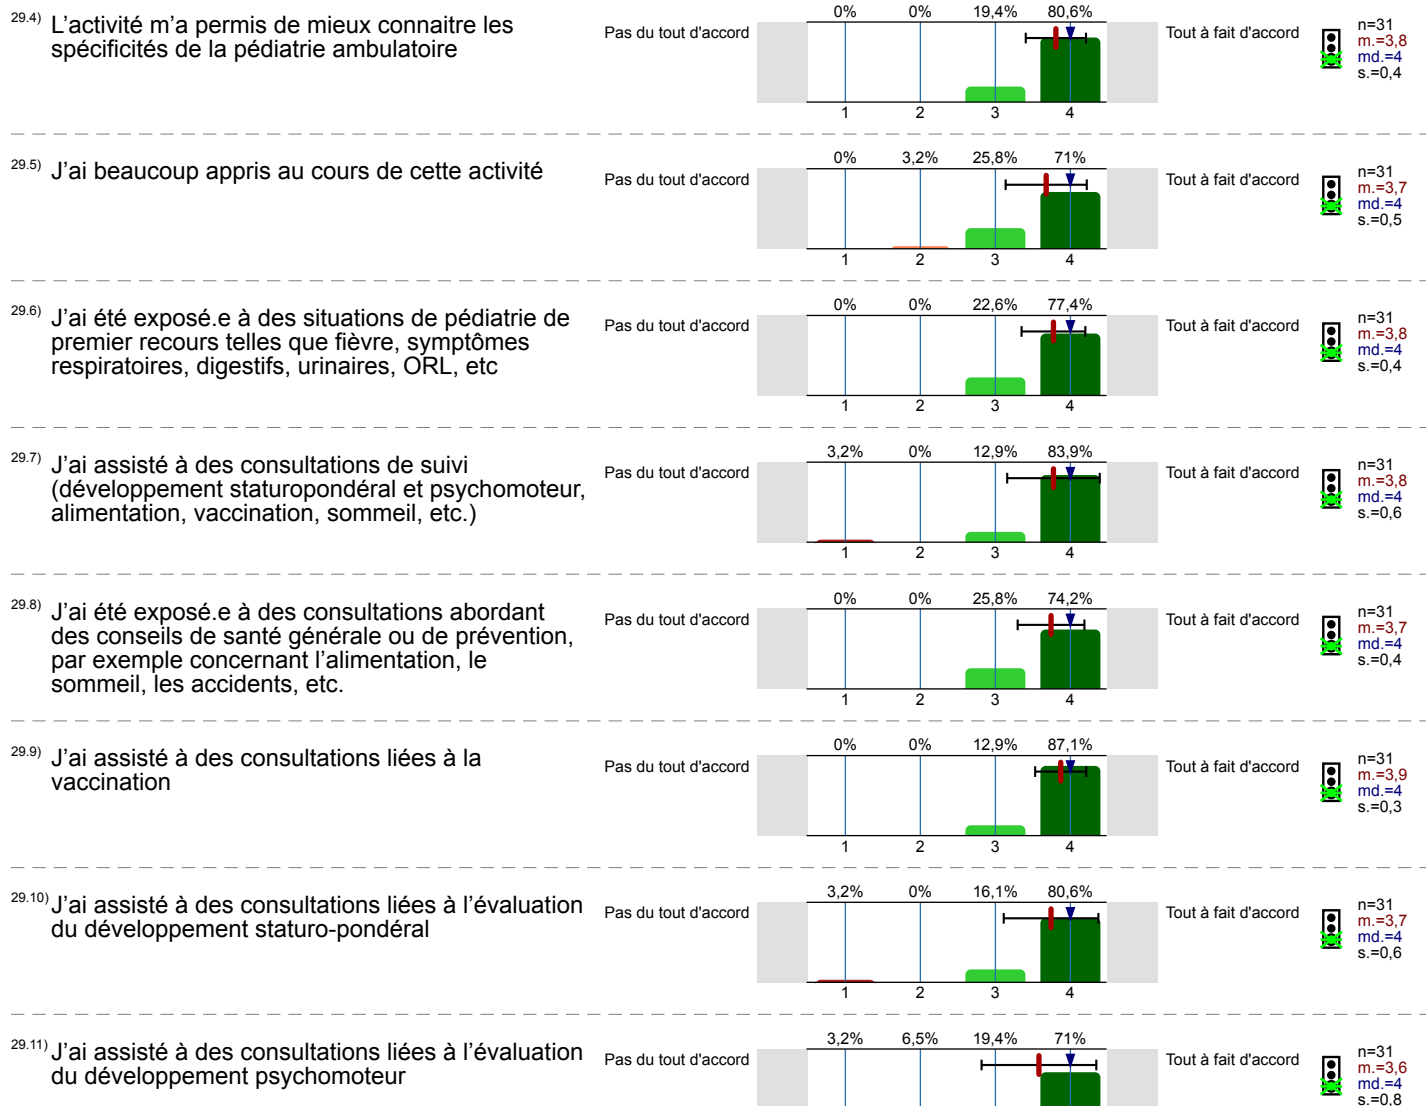 29.4) L’activité m’a permis de mieux connaitre les
spécificités de la pédiatrie ambulatoire
Pas du tout d'accord
0% 0% 19,4% 80,6%
1 2 3 4
Tout à fait d'accord
n=31
m.=3,8
md.=4
s.=0,4
29.5) J’ai beaucoup appris au cours de cette activité
Pas du tout d'accord
0% 3,2% 25,8% 71%
1 2 3 4
Tout à fait d'accord
n=31
m.=3,7
md.=4
s.=0,5
29.6) J’ai été exposé.e à des situations de pédiatrie de
premier recours telles que fièvre, symptômes
respiratoires, digestifs, urinaires, ORL, etc
Pas du tout d'accord
0% 0% 22,6% 77,4%
1 2 3 4
Tout à fait d'accord
n=31
m.=3,8
md.=4
s.=0,4
29.7) J’ai assisté à des consultations de suivi
(développement staturopondéral et psychomoteur,
alimentation, vaccination, sommeil, etc.)
Pas du tout d'accord
3,2% 0% 12,9% 83,9%
1 2 3 4
Tout à fait d'accord
n=31
m.=3,8
md.=4
s.=0,6
29.8) J’ai été exposé.e à des consultations abordant
des conseils de santé générale ou de prévention,
par exemple concernant l’alimentation, le
sommeil, les accidents, etc.
Pas du tout d'accord
0% 0% 25,8% 74,2%
1 2 3 4
Tout à fait d'accord
n=31
m.=3,7
md.=4
s.=0,4
29.9) J’ai assisté à des consultations liées à la
vaccination
Pas du tout d'accord
0% 0% 12,9% 87,1%
1 2 3 4
Tout à fait d'accord
n=31
m.=3,9
md.=4
s.=0,3
29.10) J’ai assisté à des consultations liées à l’évaluation
du développement staturo-pondéral
Pas du tout d'accord
3,2% 0% 16,1% 80,6%
1 2 3 4
Tout à fait d'accord
n=31
m.=3,7
md.=4
s.=0,6
29.11) J’ai assisté à des consultations liées à l’évaluation
du développement psychomoteur
Pas du tout d'accord
3,2% 6,5% 19,4% 71%
Tout à fait d'accord
n=31
m.=3,6
md.=4
s.=0,8